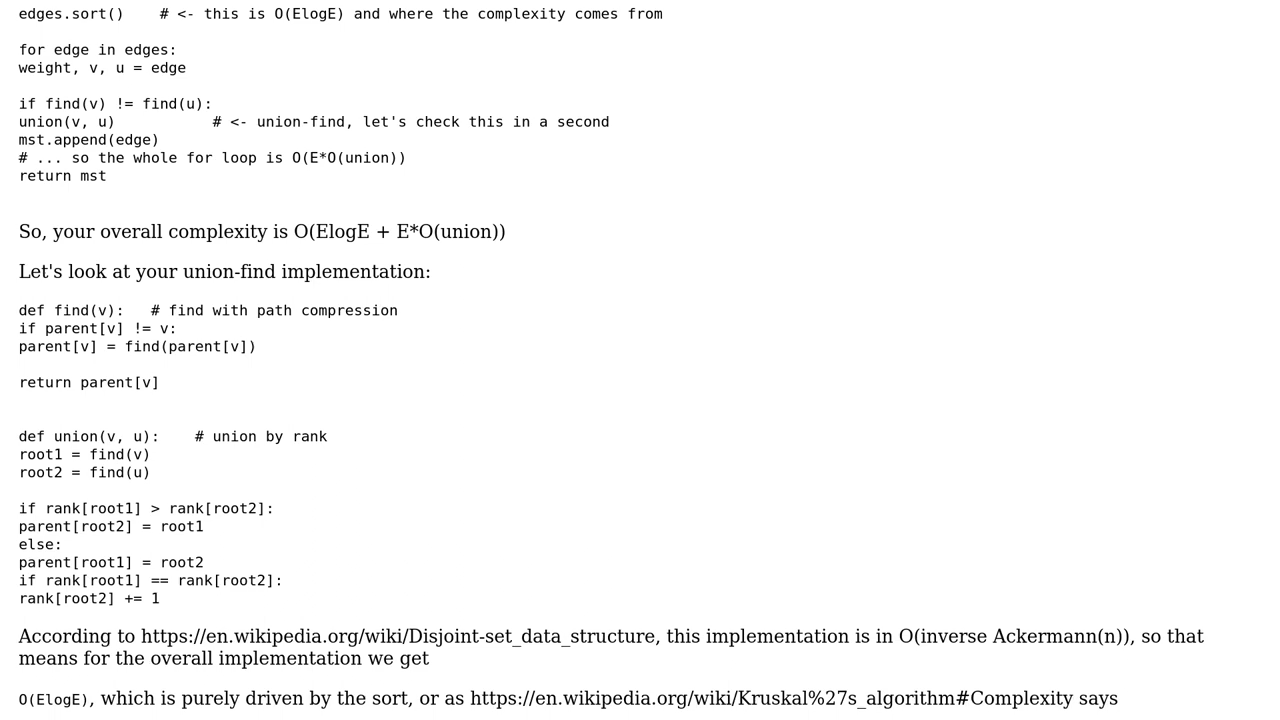 edges.sort()    # <- this is O(ElogE) and where the complexity comes from
for edge in edges:
weight, v, u = edge
if find(v) != find(u):
union(v, u)           # <- union-find, let's check this in a second
mst.append(edge)
# ... so the whole for loop is O(E*O(union))
return mst
So, your overall complexity is O(ElogE + E*O(union))
Let's look at your union-find implementation:
def find(v):   # find with path compression
if parent[v] != v:
parent[v] = find(parent[v])
return parent[v]
def union(v, u):    # union by rank
root1 = find(v)
root2 = find(u)
if rank[root1] > rank[root2]:
parent[root2] = root1
else:
parent[root1] = root2
if rank[root1] == rank[root2]:
rank[root2] += 1
According to https://en.wikipedia.org/wiki/Disjoint-set_data_structure, this implementation is in O(inverse Ackermann(n)), so that
means for the overall implementation we get
O(ElogE), which is purely driven by the sort, or as https://en.wikipedia.org/wiki/Kruskal%27s_algorithm#Complexity says